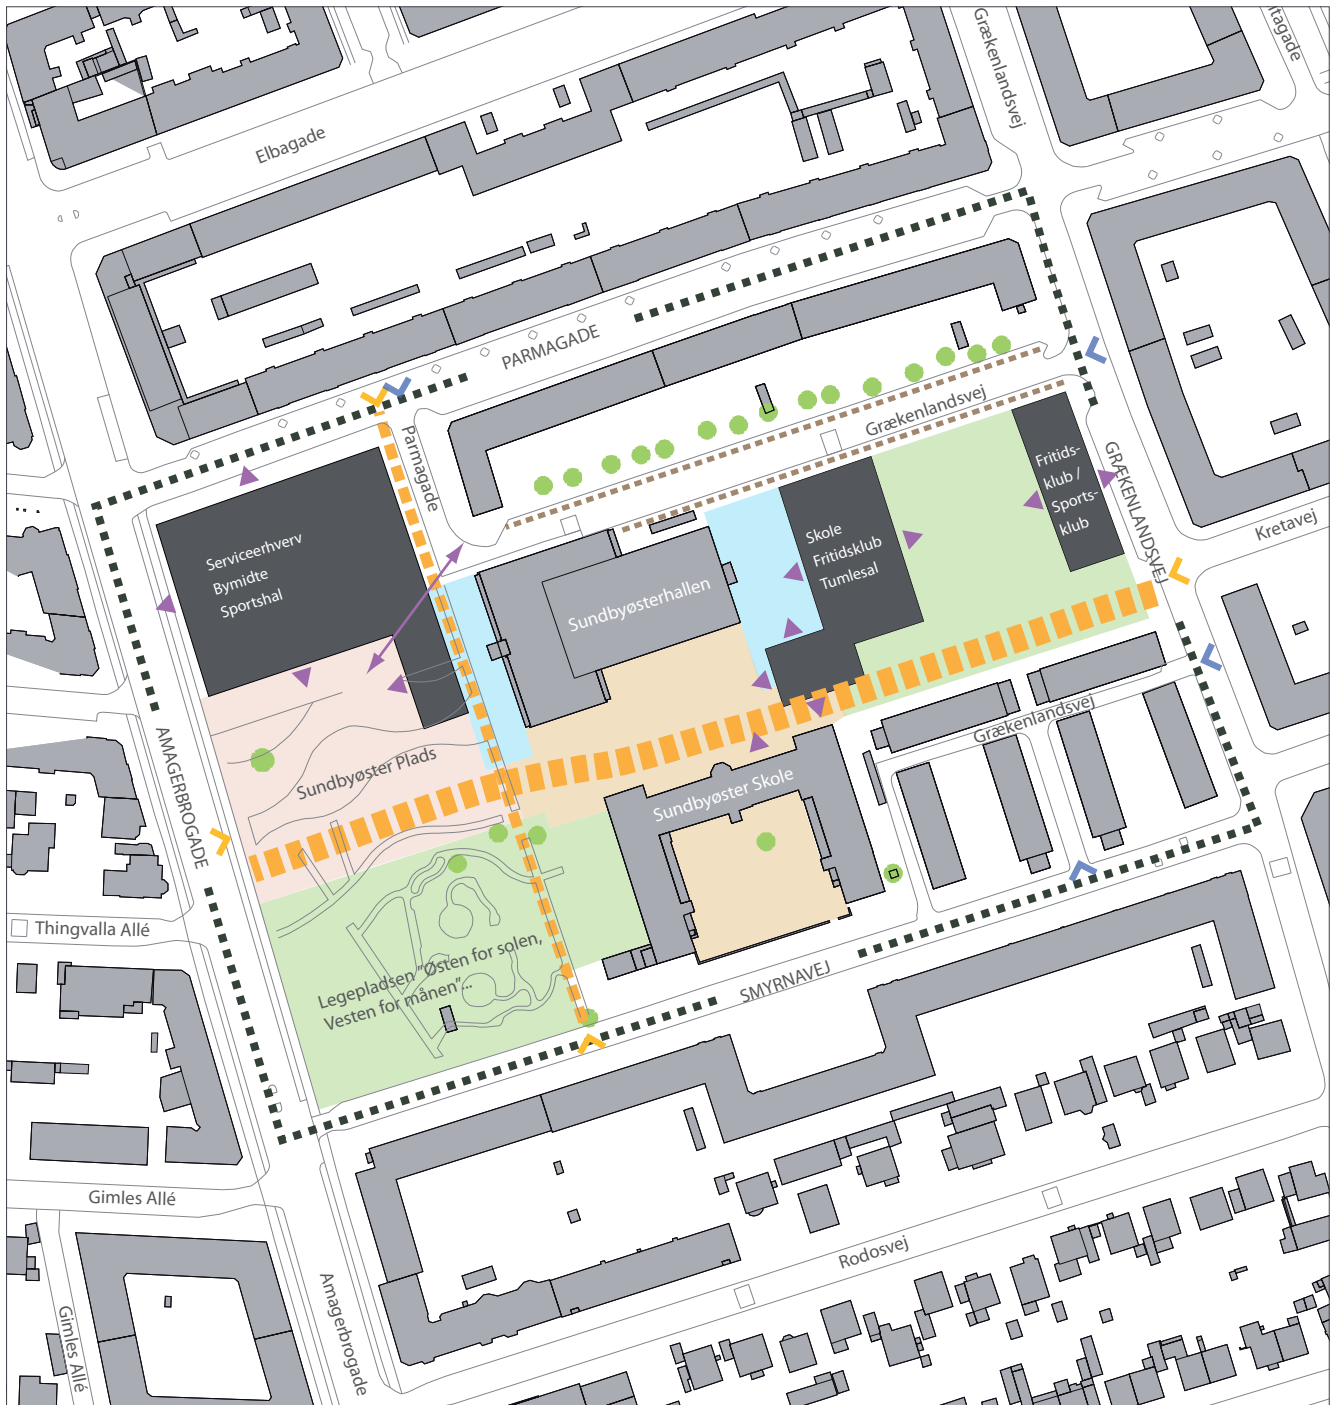 Grækenlandsvej
itagade
Elbagade
PARMAGADE
Parmagade
Grækenlandsvej
Fritids-
klub /
Sports-
klub
GRÆKENLANDSVEJ
Kretavej
Serviceerhverv
Bymidte
Sportshal
Skole
Fritidsklub
Tumlesal
Sundbyøsterhallen
Grækenlandsvej
AMAGERBROGADE
Sundbyøster Plads
Sundbyøster Skole
Thingvalla Allé
Legepladsen "Østen for solen,
Vesten for månen"...
SMYRNAVEJ
Gimles Allé
Rodosvej
Gimles Allé
Amagerbrogade